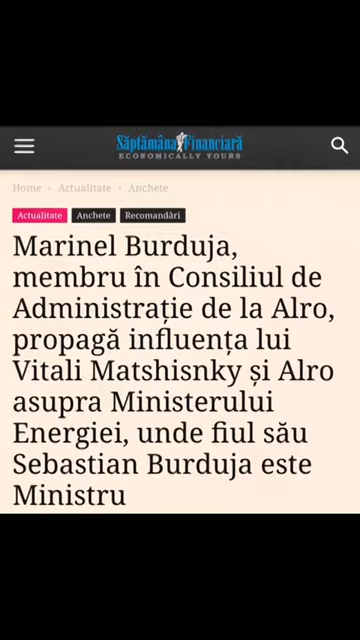 Săptămâna Financiară
ECONOMICALLY YOURS
Home › Actualitate › Anchete
Actualitate Anchete Recomandări
Marinel Burduja,
membru în Consiliul de
Administrație de la Alro,
propagă influența lui
Vitali Matshisnky și Alro
asupra Ministerului
Energiei, unde fiul său
Sebastian Burduja este
Ministru